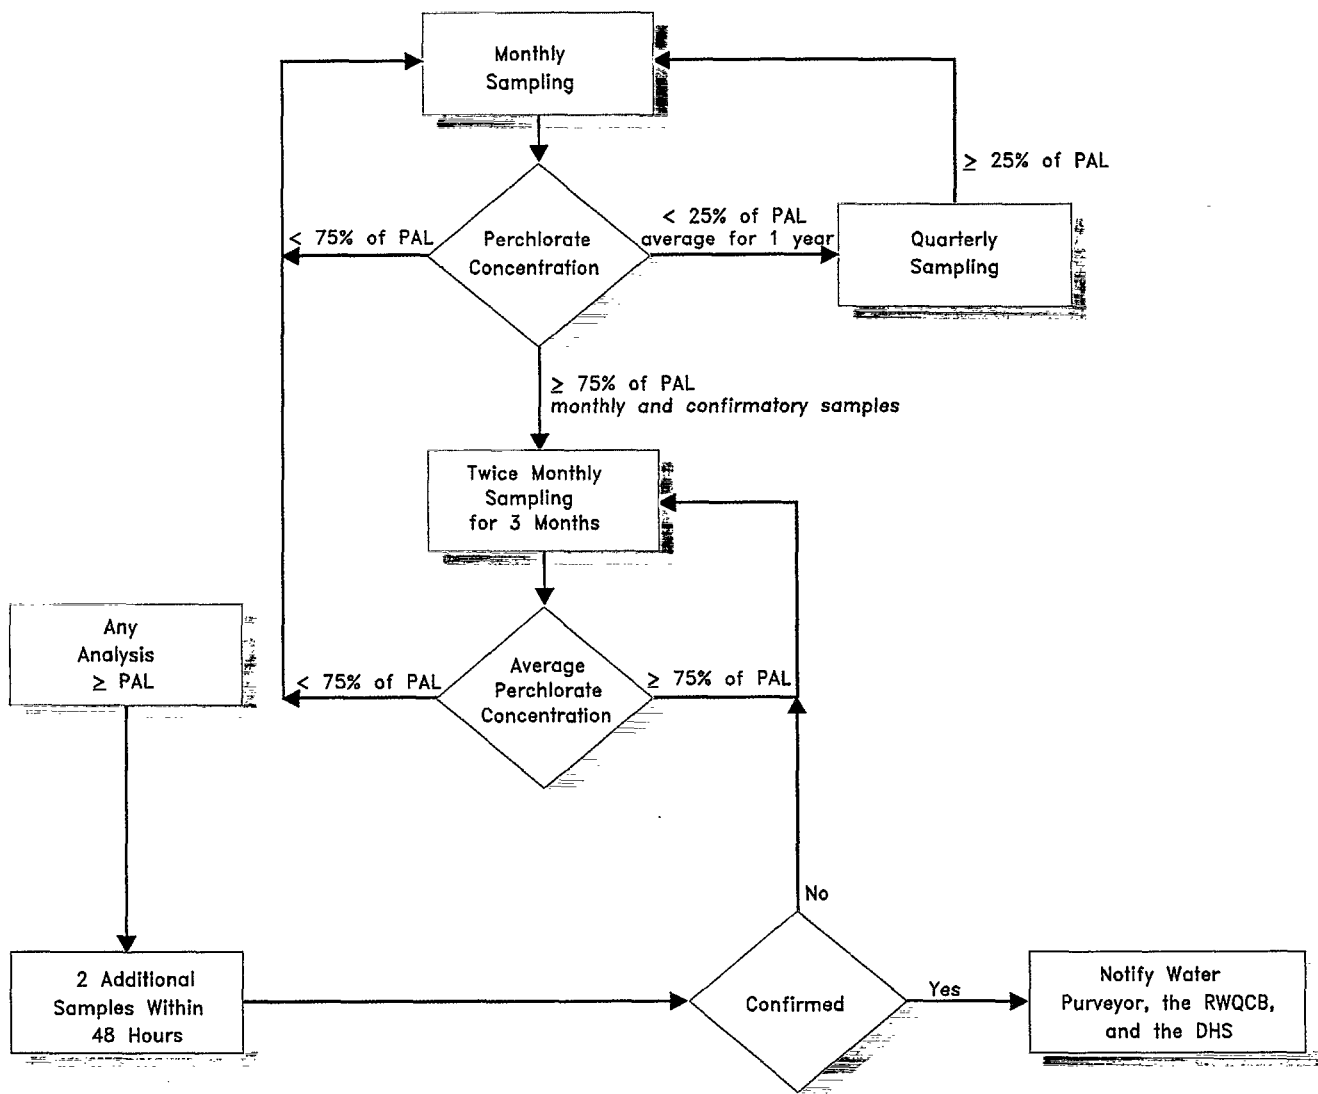 Monthly
Sampling
≥ 25% of PAL
< 75% of PAL
Perchlorate
Concentration
< 25% of PAL
average for 1 year
Quarterly
Sampling
≥ 75% of PAL
monthly and confirmatory samples
Twice Monthly
Sampling
for 3 Months
Any
Analysis
≥ PAL
< 75% of PAL
Average
Perchlorate
Concentration
≥ 75% of PAL
No
2 Additional
Samples Within
48 Hours
Confirmed
Yes
Notify Water
Purveyor, the RWQCB,
and the DHS